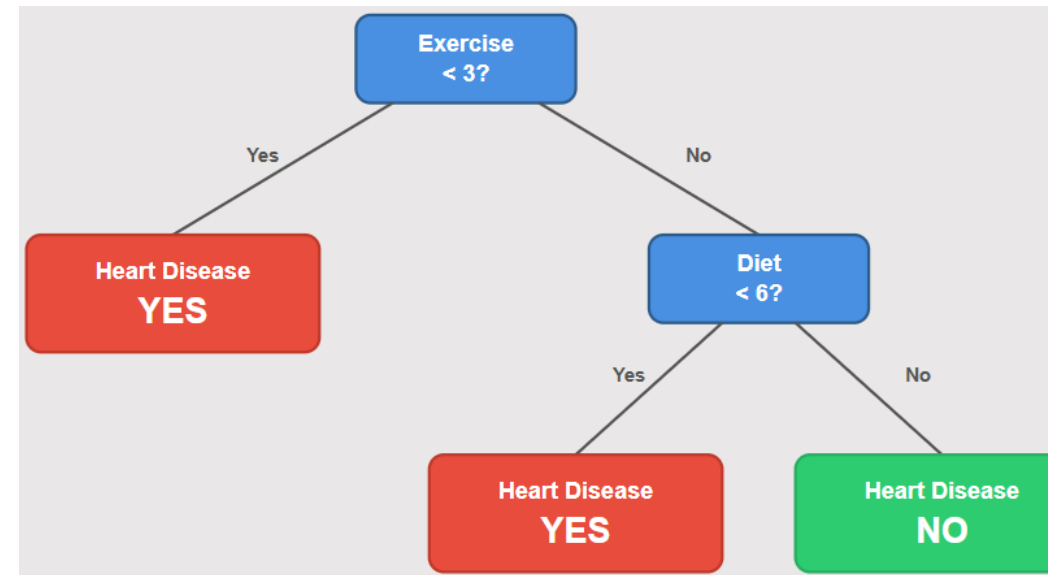 Exercise
< 3?
Yes
No
Heart Disease
YES
Diet
< 6?
Yes
No
Heart Disease
YES
Heart Disease
NO